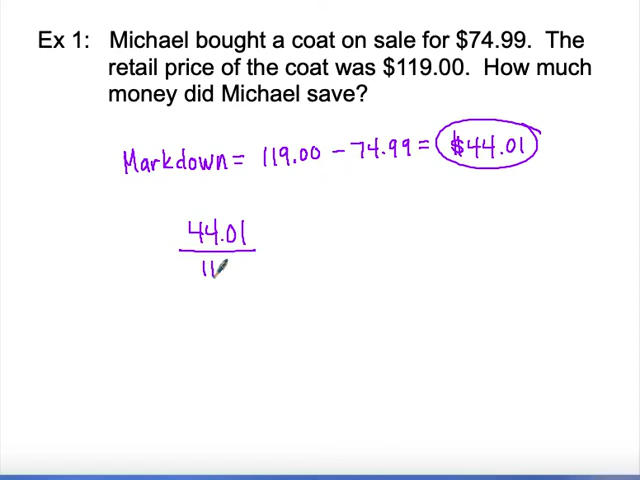 Ex 1: Michael bought a coat on sale for $74.99. The
retail price of the coat was $119.00. How much
money did Michael save?
Markdown = 119.00 - 74.99 = $44.01
44.01
11